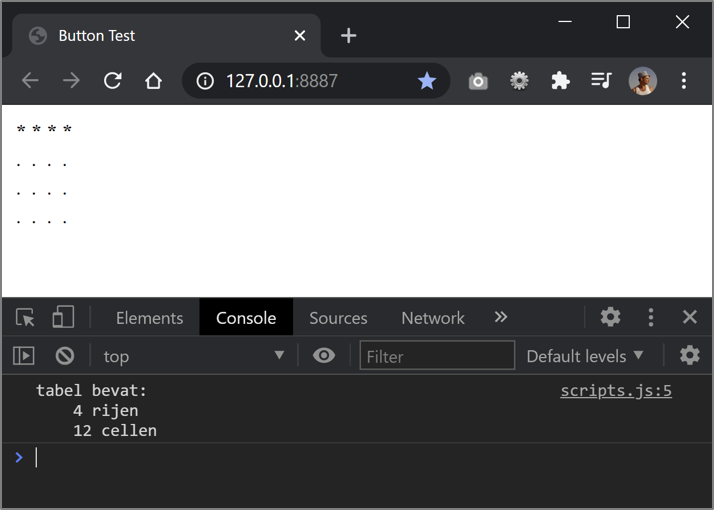 Button Test
127.0.0.1:8887
* * * *
. . . .
. . . .
. . . .
Elements Console Sources Network »
top Filter Default levels
tabel bevat: scripts.js:5
4 rijen
12 cellen
>